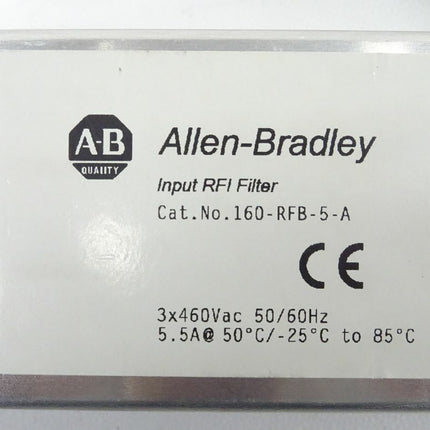 A-B
QUALITY
Allen-Bradley
Input RFI Filter
Cat.No.160-RFB-5-A
CE
3x460Vac 50/60Hz
5.5A@ 50°C/-25°C to 85°C